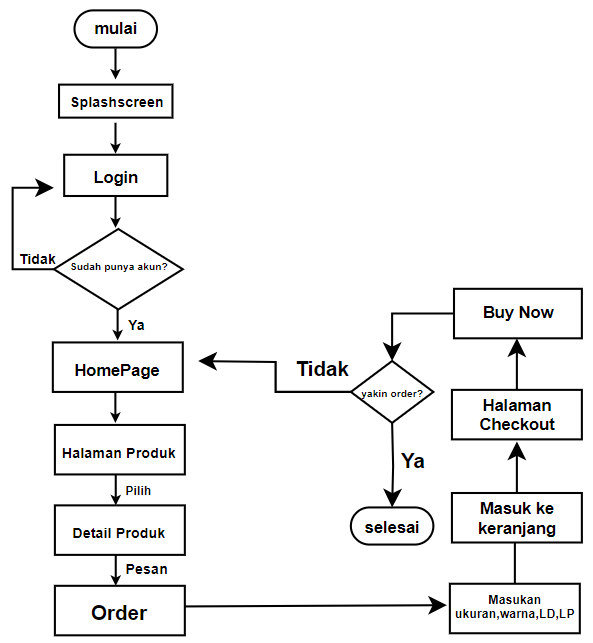 mulai
Splashscreen
Login
Tidak
Sudah punya akun?
Ya
HomePage
Halaman Produk
Pilih
Detail Produk
Pesan
Order
Masukan
ukuran,warna,LD,LP
Masuk ke
keranjang
Halaman
Checkout
Buy Now
yakin order?
Tidak
Ya
selesai